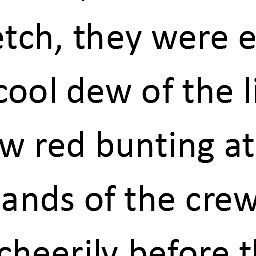 etch, they were e
cool dew of the li
w red bunting at
ands of the crew
cheerily before th